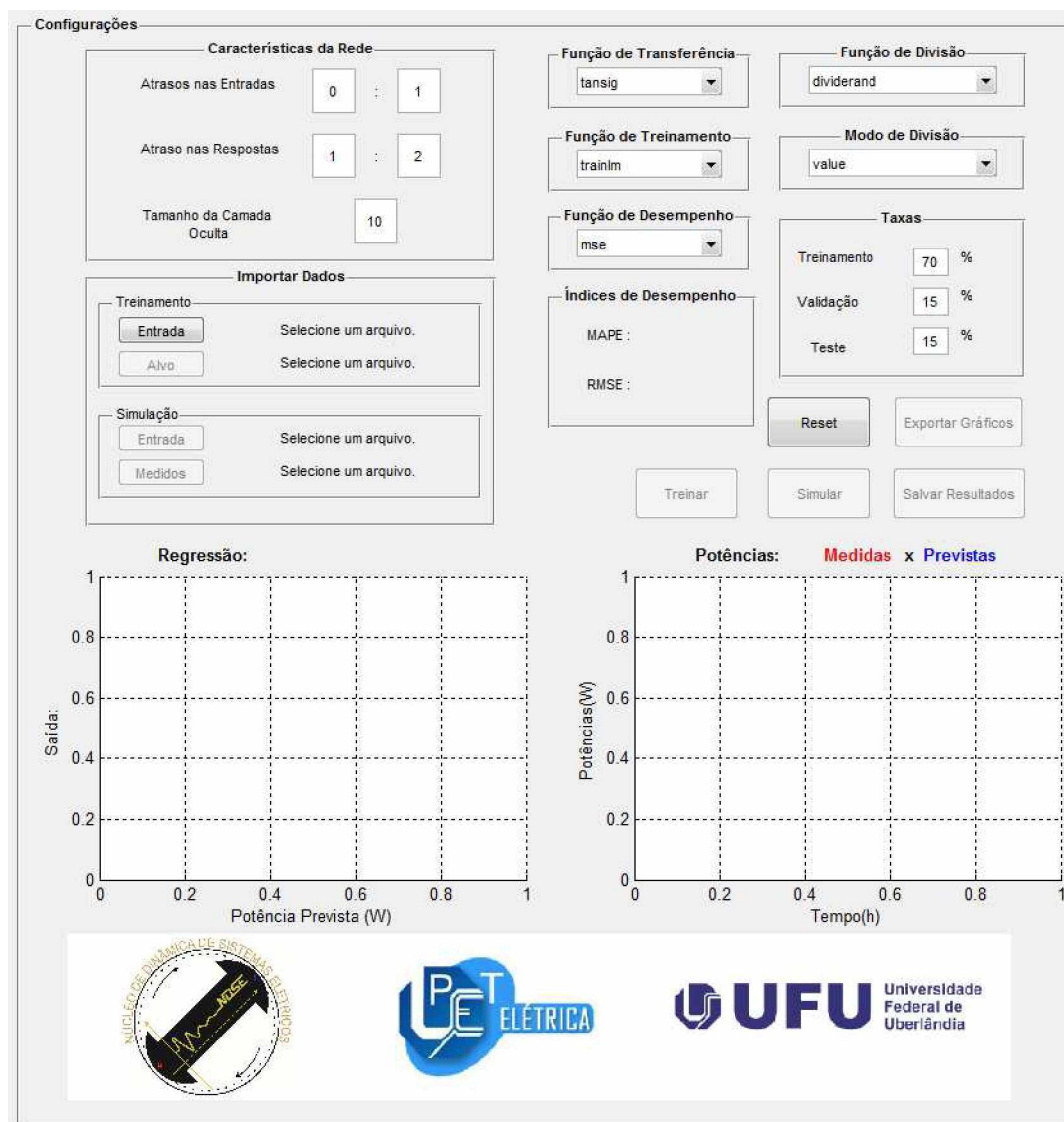 Configurações
Características da Rede
Atrasos nas Entradas 0 : 1
Atraso nas Respostas 1 : 2
Tamanho da Camada
Oculta
10
Importar Dados
Treinamento
Entrada Selecione um arquivo.
Alvo Selecione um arquivo.
Simulação
Entrada Selecione um arquivo.
Medidos Selecione um arquivo.
Função de Transferência
tansig
Função de Treinamento
trainlm
Função de Desempenho
mse
Índices de Desempenho
MAPE :
RMSE :
Função de Divisão
dividerand
Modo de Divisão
value
Taxas
Treinamento 70 %
Validação 15 %
Teste 15 %
Reset Exportar Gráficos
Treinar Simular Salvar Resultados
Regressão:
1
0.8
0.6
0.4
0.2
0
Saída:
0 0.2 0.4 0.6 0.8 1
Potência Prevista (W)
Potências: Medidas x Previstas
1
0.8
0.6
0.4
0.2
0
Potências(W)
0 0.2 0.4 0.6 0.8 1
Tempo(h)
NÚCLEO DE DINÂMICA DE SISTEMAS ELÉTRICOS
NDSE
PET
ELÉTRICA
UFU
Universidade
Federal de
Uberlândia